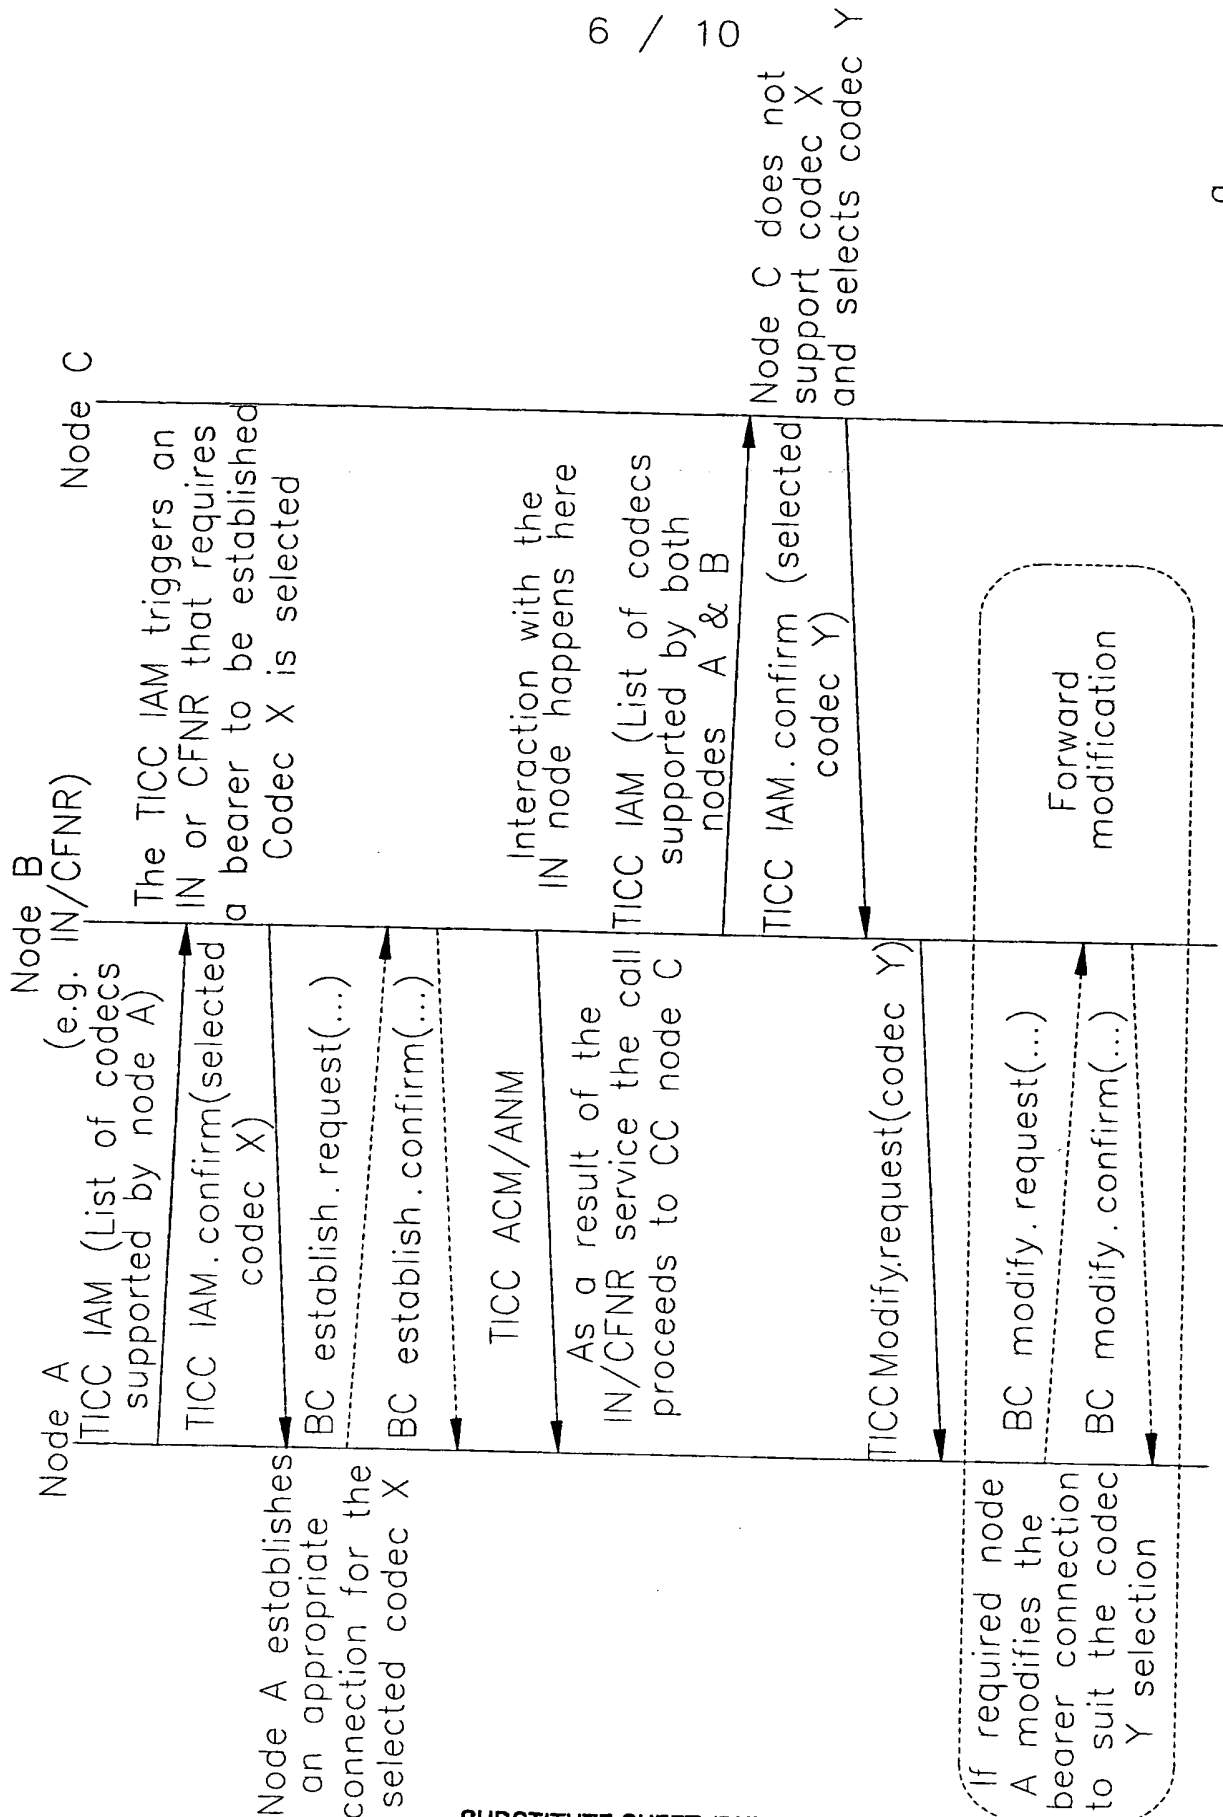 6 / 10
Node A
Node B
(e.g. IN/CFNR)
Node C
TICC IAM (List of codecs
supported by node A)
The TICC IAM triggers an
IN or CFNR that requires
a bearer to be established
Codec X is selected
TICC IAM.confirm(selected
codec X)
Node A establishes
an appropriate
connection for the
selected codec X
BC establish.request(...)
BC establish.confirm(...)
TICC ACM/ANM
Interaction with the
IN node happens here
As a result of the
IN/CFNR service the call
proceeds to CC node C
TICC IAM (List of codecs
supported by both
nodes A & B
Node C does not
support codec X
and selects codec Y
TICC IAM.confirm (selected
codec Y)
TICC Modify.request(codec Y)
If required node
A modifies the
bearer connection
to suit the codec
Y selection
BC modify.request(...)
BC modify.confirm(...)
Forward
modification